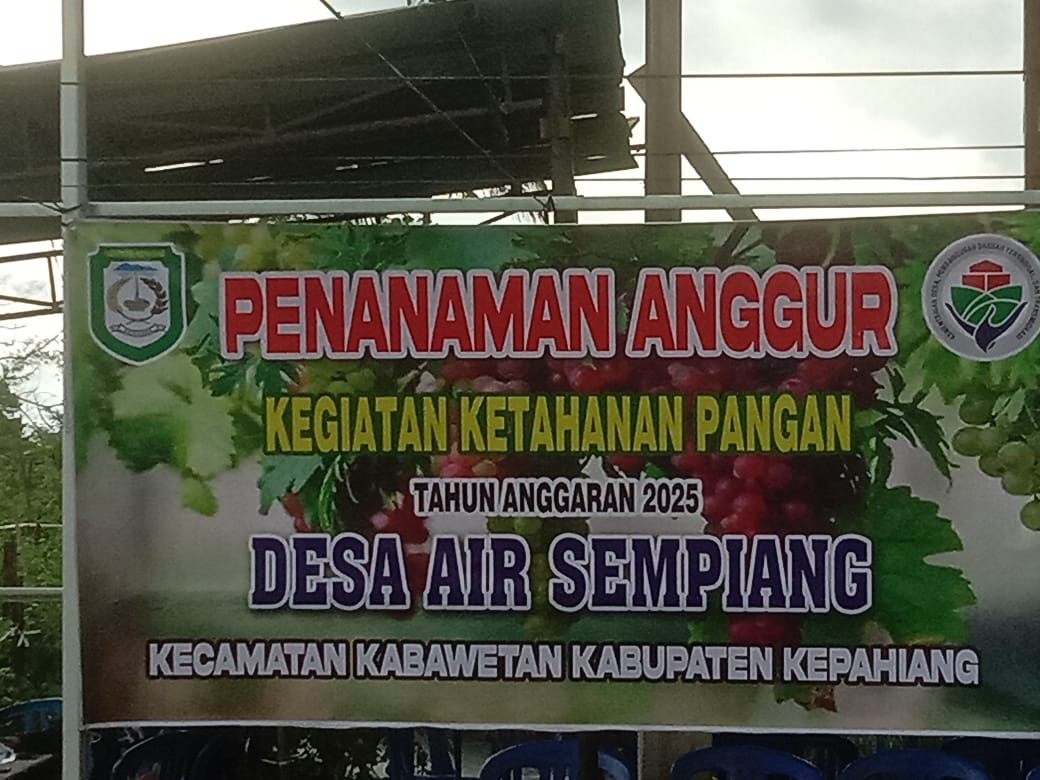 PENANAMAN ANGGUR
KEGIATAN KETAHANAN PANGAN
TAHUN ANGGARAN 2025
DESA AIR SEMPIANG
KECAMATAN KABAWETAN KABUPATEN KEPAHIANG